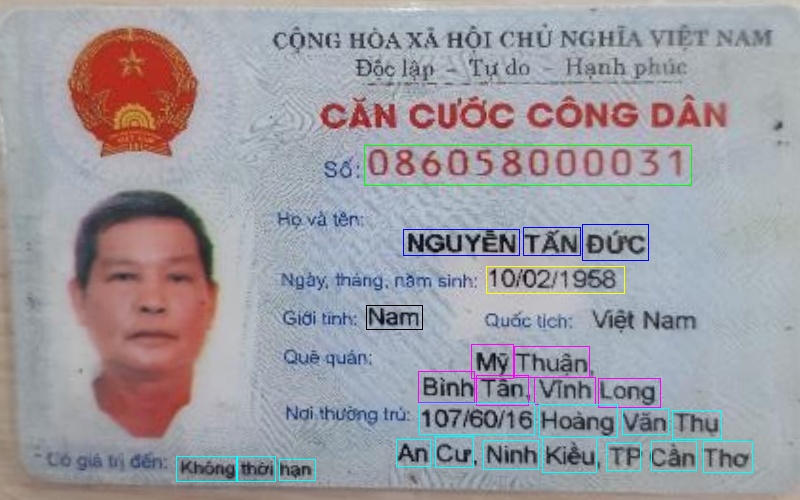 CỘNG HÒA XÃ HỘI CHỦ NGHĨA VIỆT NAM
Độc lập - Tự do - Hạnh phúc
CĂN CƯỚC CÔNG DÂN
Số: 086058000031
Họ và tên:
NGUYỄN TẤN ĐỨC
Ngày, tháng, năm sinh: 10/02/1958
Giới tính: Nam Quốc tịch: Việt Nam
Quê quán: Mỹ Thuận,
Bình Tân, Vĩnh Long
Nơi thường trú: 107/60/16 Hoàng Văn Thụ
An Cư, Ninh Kiều, TP Cần Thơ
Có giá trị đến: Không thời hạn